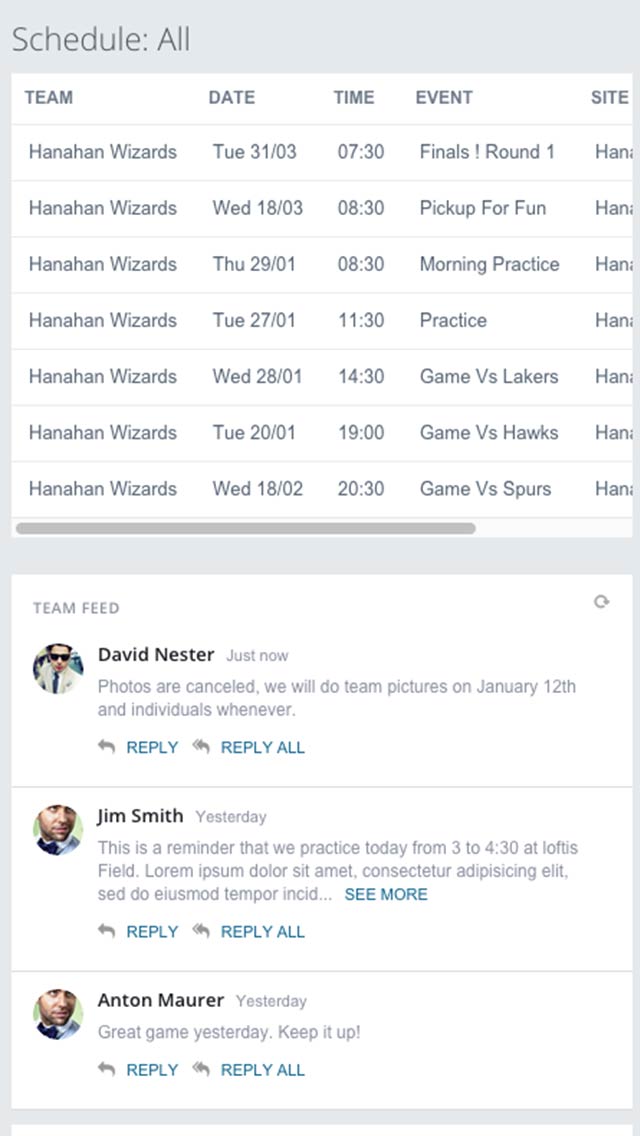 Schedule: All
TEAM DATE TIME EVENT SITE
Hanahan Wizards Tue 31/03 07:30 Finals ! Round 1 Hana
Hanahan Wizards Wed 18/03 08:30 Pickup For Fun Hana
Hanahan Wizards Thu 29/01 08:30 Morning Practice Hana
Hanahan Wizards Tue 27/01 11:30 Practice Hana
Hanahan Wizards Wed 28/01 14:30 Game Vs Lakers Hana
Hanahan Wizards Tue 20/01 19:00 Game Vs Hawks Hana
Hanahan Wizards Wed 18/02 20:30 Game Vs Spurs Hana
TEAM FEED
David Nester Just now
Photos are canceled, we will do team pictures on January 12th
and individuals whenever.
REPLY REPLY ALL
Jim Smith Yesterday
This is a reminder that we practice today from 3 to 4:30 at loftis
Field. Lorem ipsum dolor sit amet, consectetur adipisicing elit,
sed do eiusmod tempor incid... SEE MORE
REPLY REPLY ALL
Anton Maurer Yesterday
Great game yesterday. Keep it up!
REPLY REPLY ALL